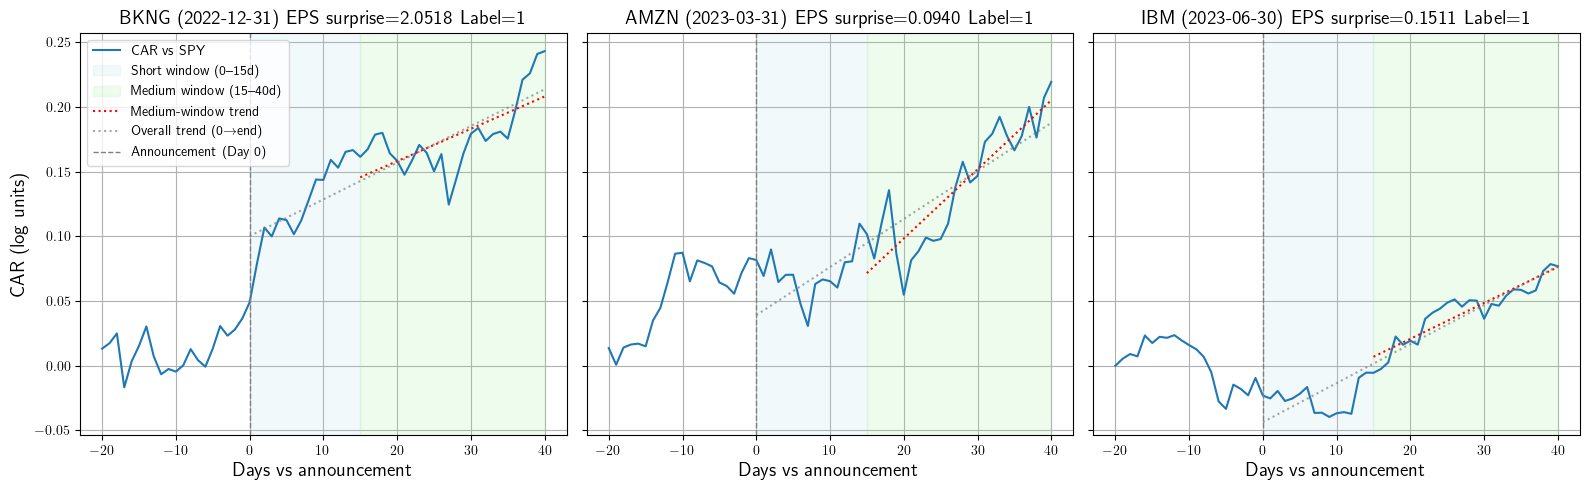 BKNG (2022-12-31) EPS surprise=2.0518 Label=1
AMZN (2023-03-31) EPS surprise=0.0940 Label=1
IBM (2023-06-30) EPS surprise=0.1511 Label=1
CAR (log units)
0.25
0.20
0.15
0.10
0.05
0.00
−0.05
CAR vs SPY
Short window (0–15d)
Medium window (15–40d)
Medium-window trend
Overall trend (0→end)
Announcement (Day 0)
−20 −10 0 10 20 30 40
Days vs announcement
−20 −10 0 10 20 30 40
Days vs announcement
−20 −10 0 10 20 30 40
Days vs announcement